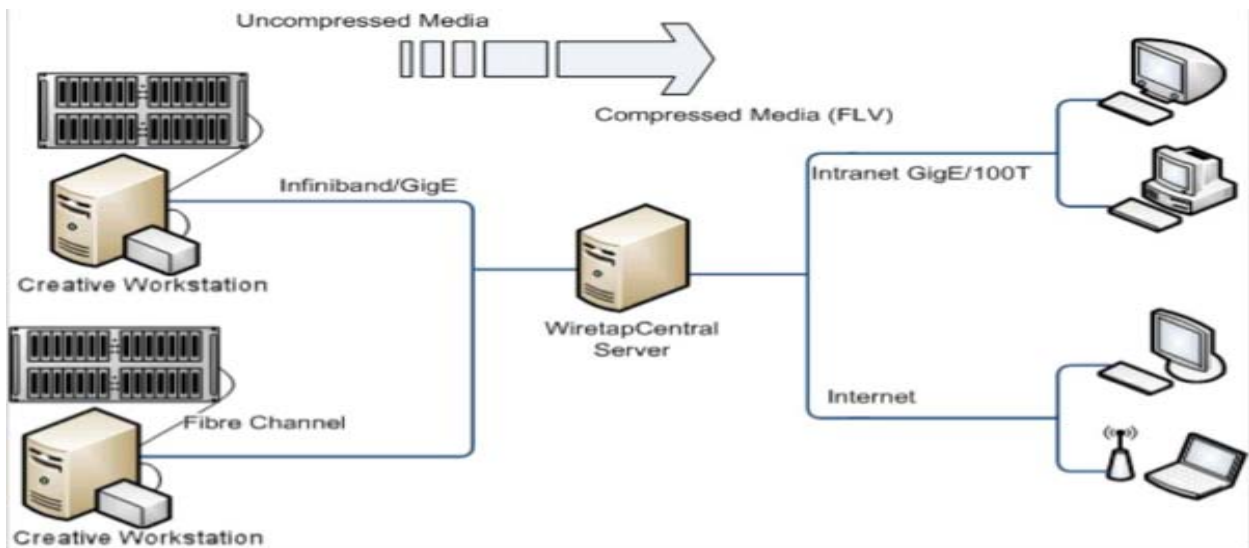 Uncompressed Media
Compressed Media (FLV)
Infiniband/GigE
Intranet GigE/100T
Creative Workstation
WiretapCentral
Server
Internet
Fibre Channel
Creative Workstation